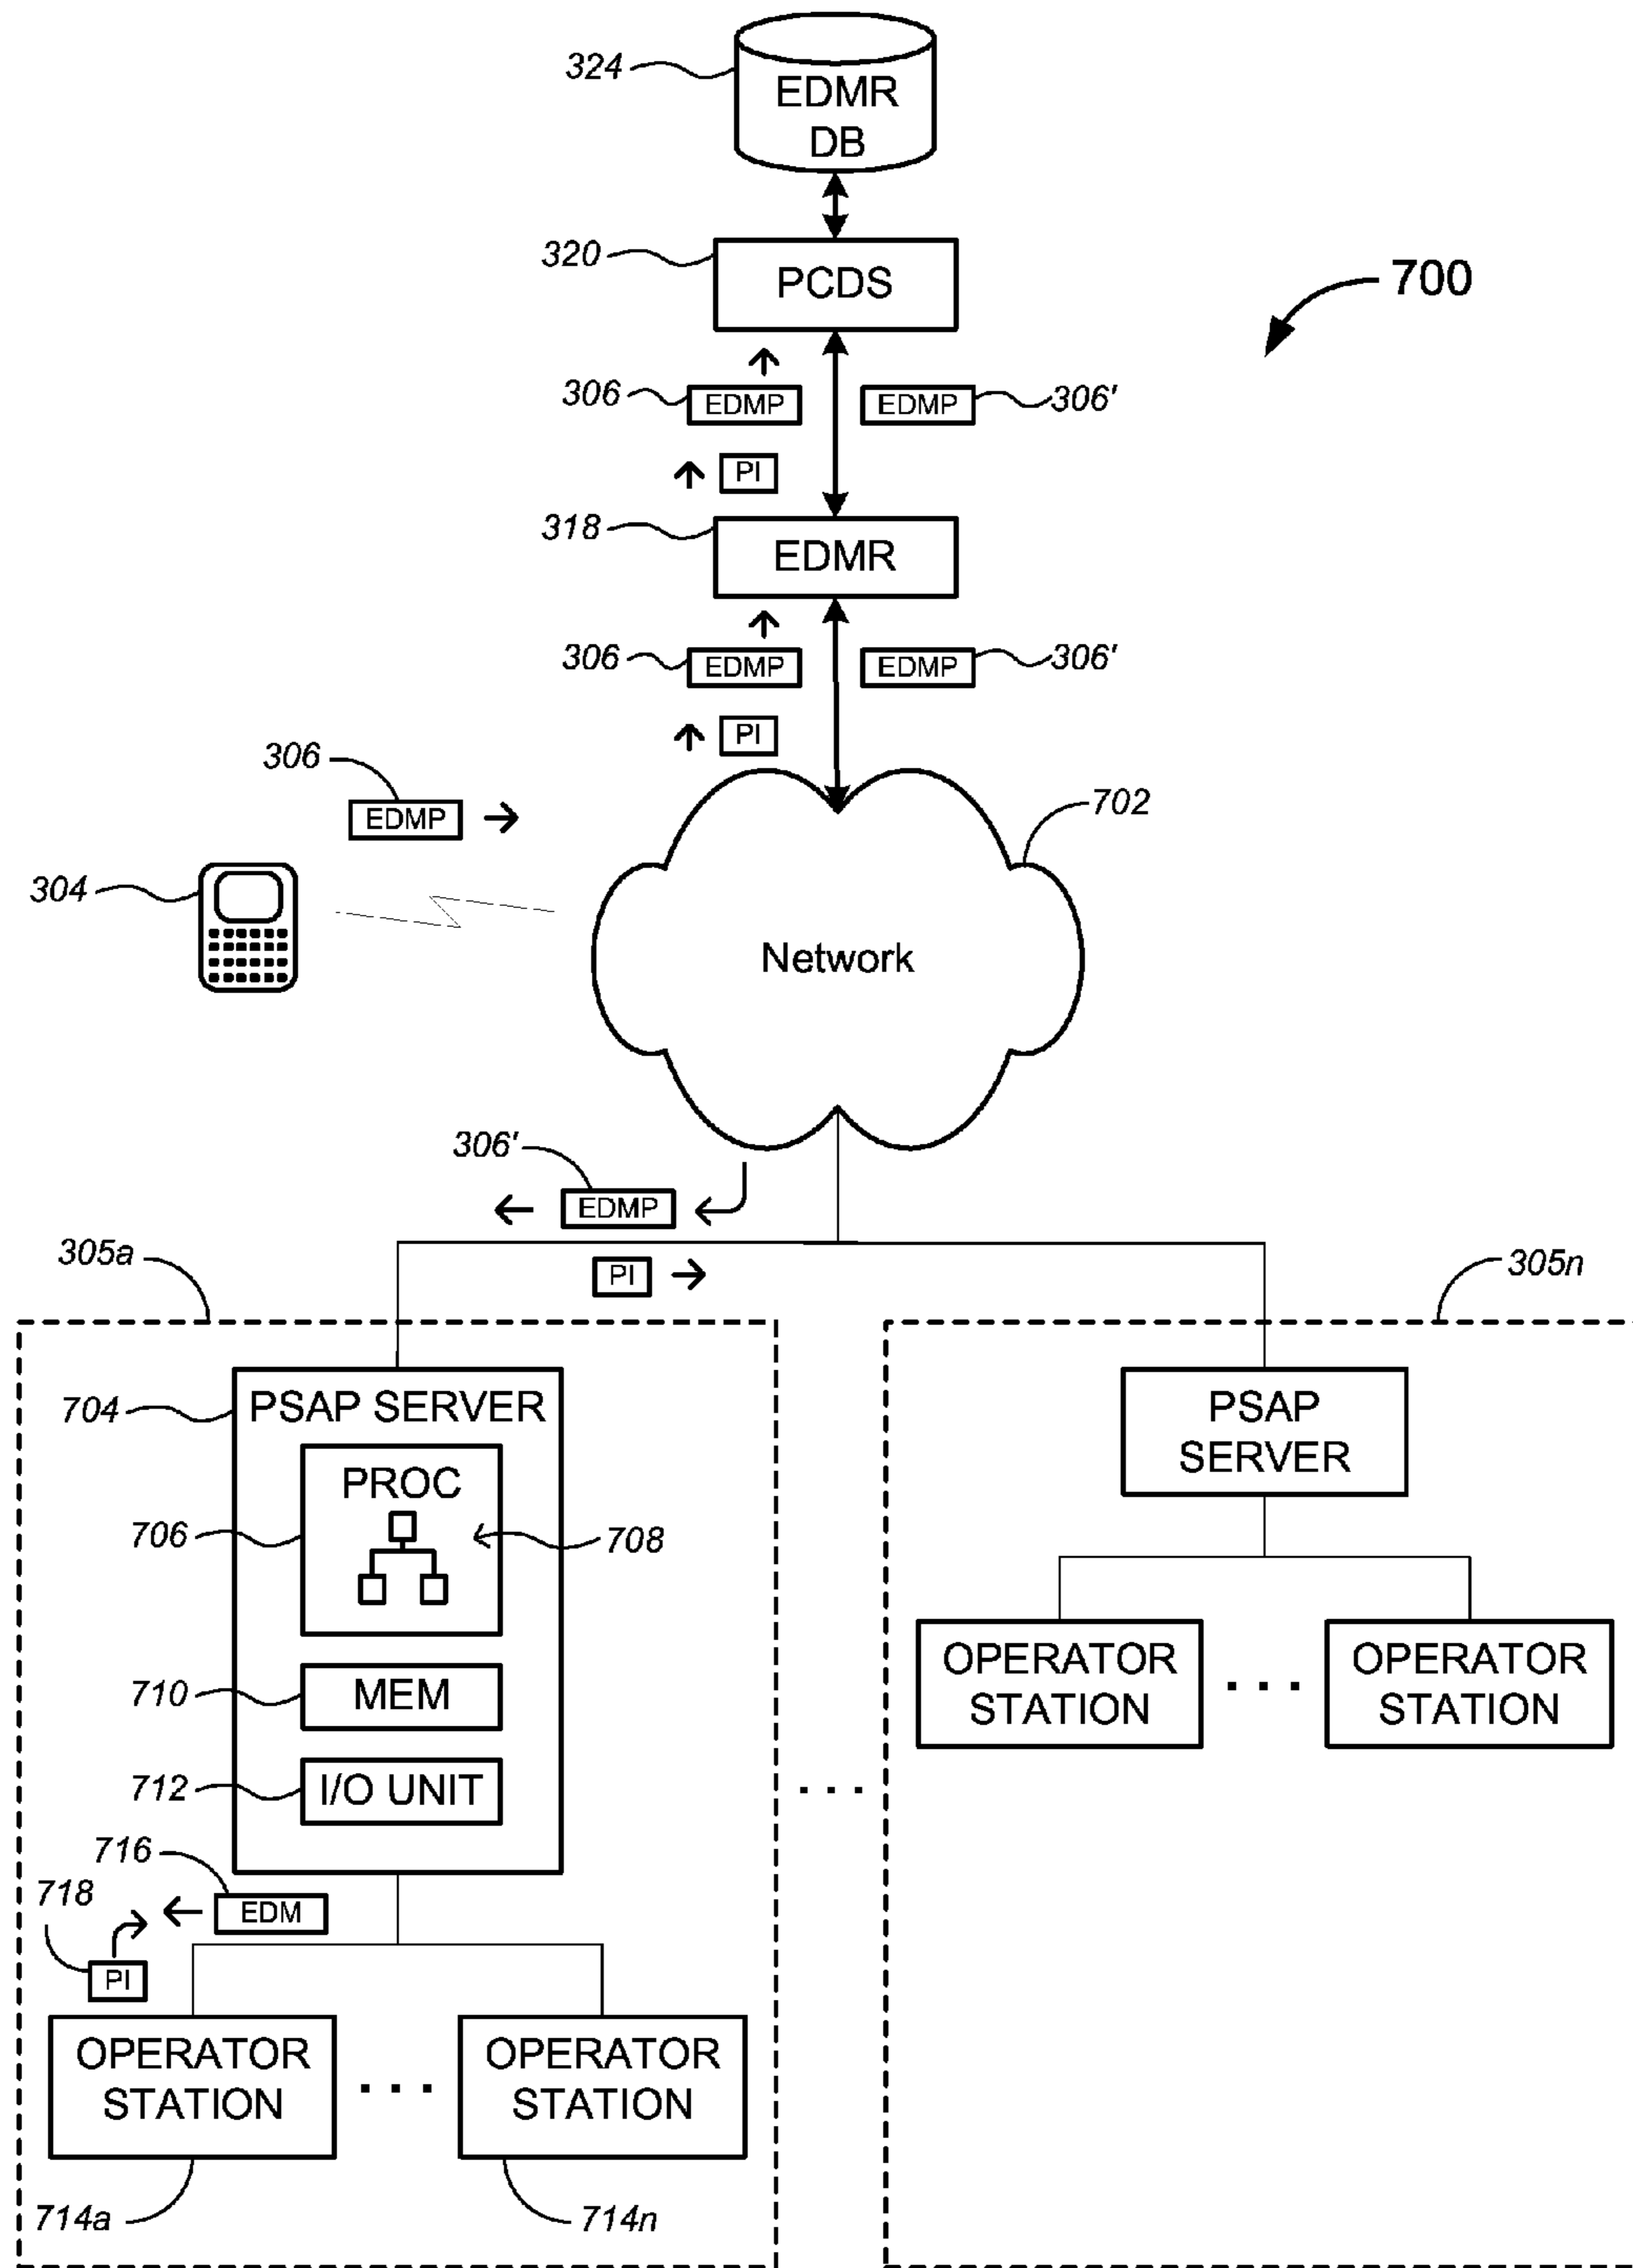 324
EDMR
DB
320
PCDS
700
306
EDMP
EDMP
306'
PI
318
EDMR
306
EDMP
EDMP
306'
PI
306
EDMP
702
304
Network
306'
EDMP
305a
PI
305n
704
PSAP SERVER
PROC
706
708
710
MEM
712
I/O UNIT
716
718
EDM
PI
OPERATOR
STATION
. . .
OPERATOR
STATION
714a
714n
. . .
PSAP
SERVER
OPERATOR
STATION
. . .
OPERATOR
STATION